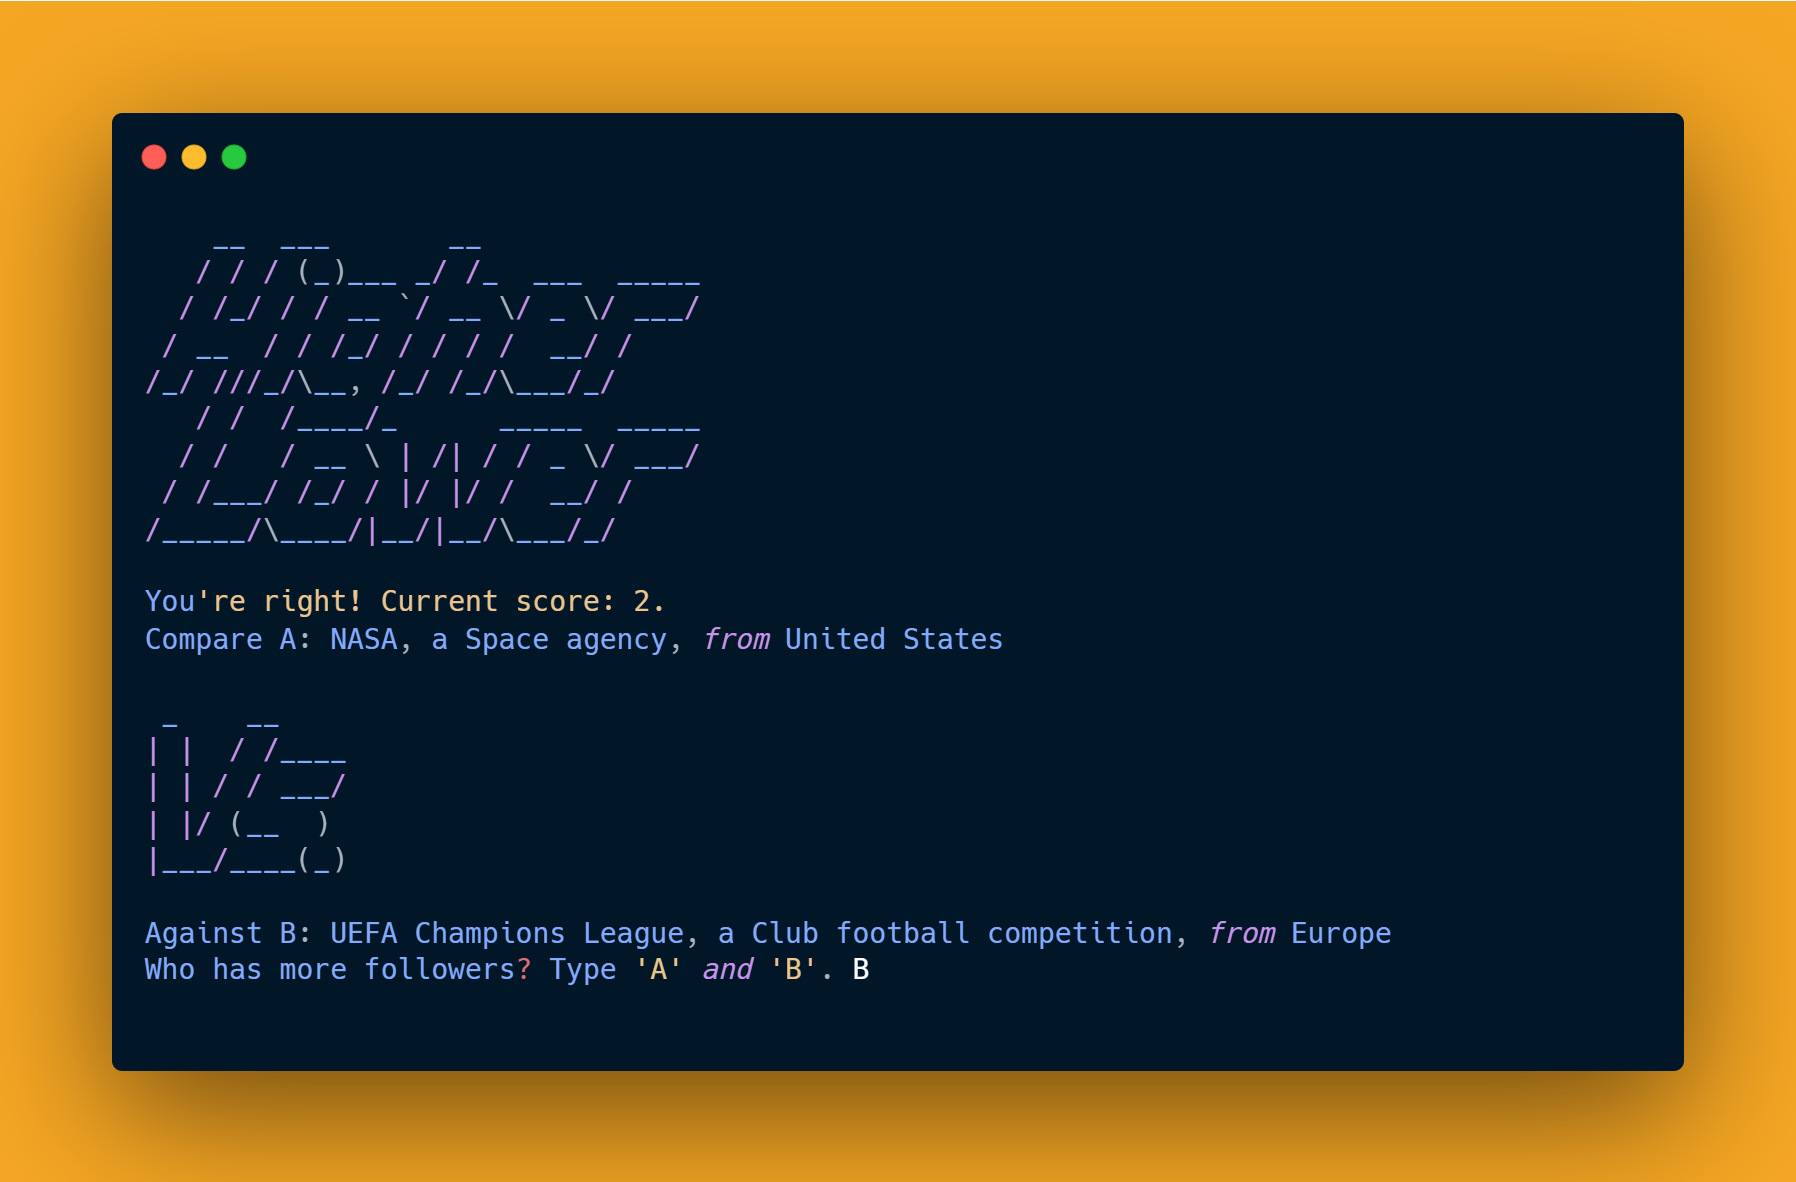 __  ___       __
   / / / (_)___ _/ /_  ___  _____
  / /_/ / / __ `/ __ \/ _ \/ ___/
 / __  / / /_/ / / / /  __/ /
/_/ ///_/\__, /_/ /_/\___/_/
   / /  /____/_      _____  _____
  / /   / __ \ | /| / / _ \/ ___/
 / /___/ /_/ / |/ |/ /  __/ /
/_____/\____/|__/|__/\___/_/
You're right! Current score: 2.
Compare A: NASA, a Space agency, from United States
 _    __
| |  / /____
| | / / ___/
| |/ (__  )
|___/____(_)
Against B: UEFA Champions League, a Club football competition, from Europe
Who has more followers? Type 'A' and 'B'. B